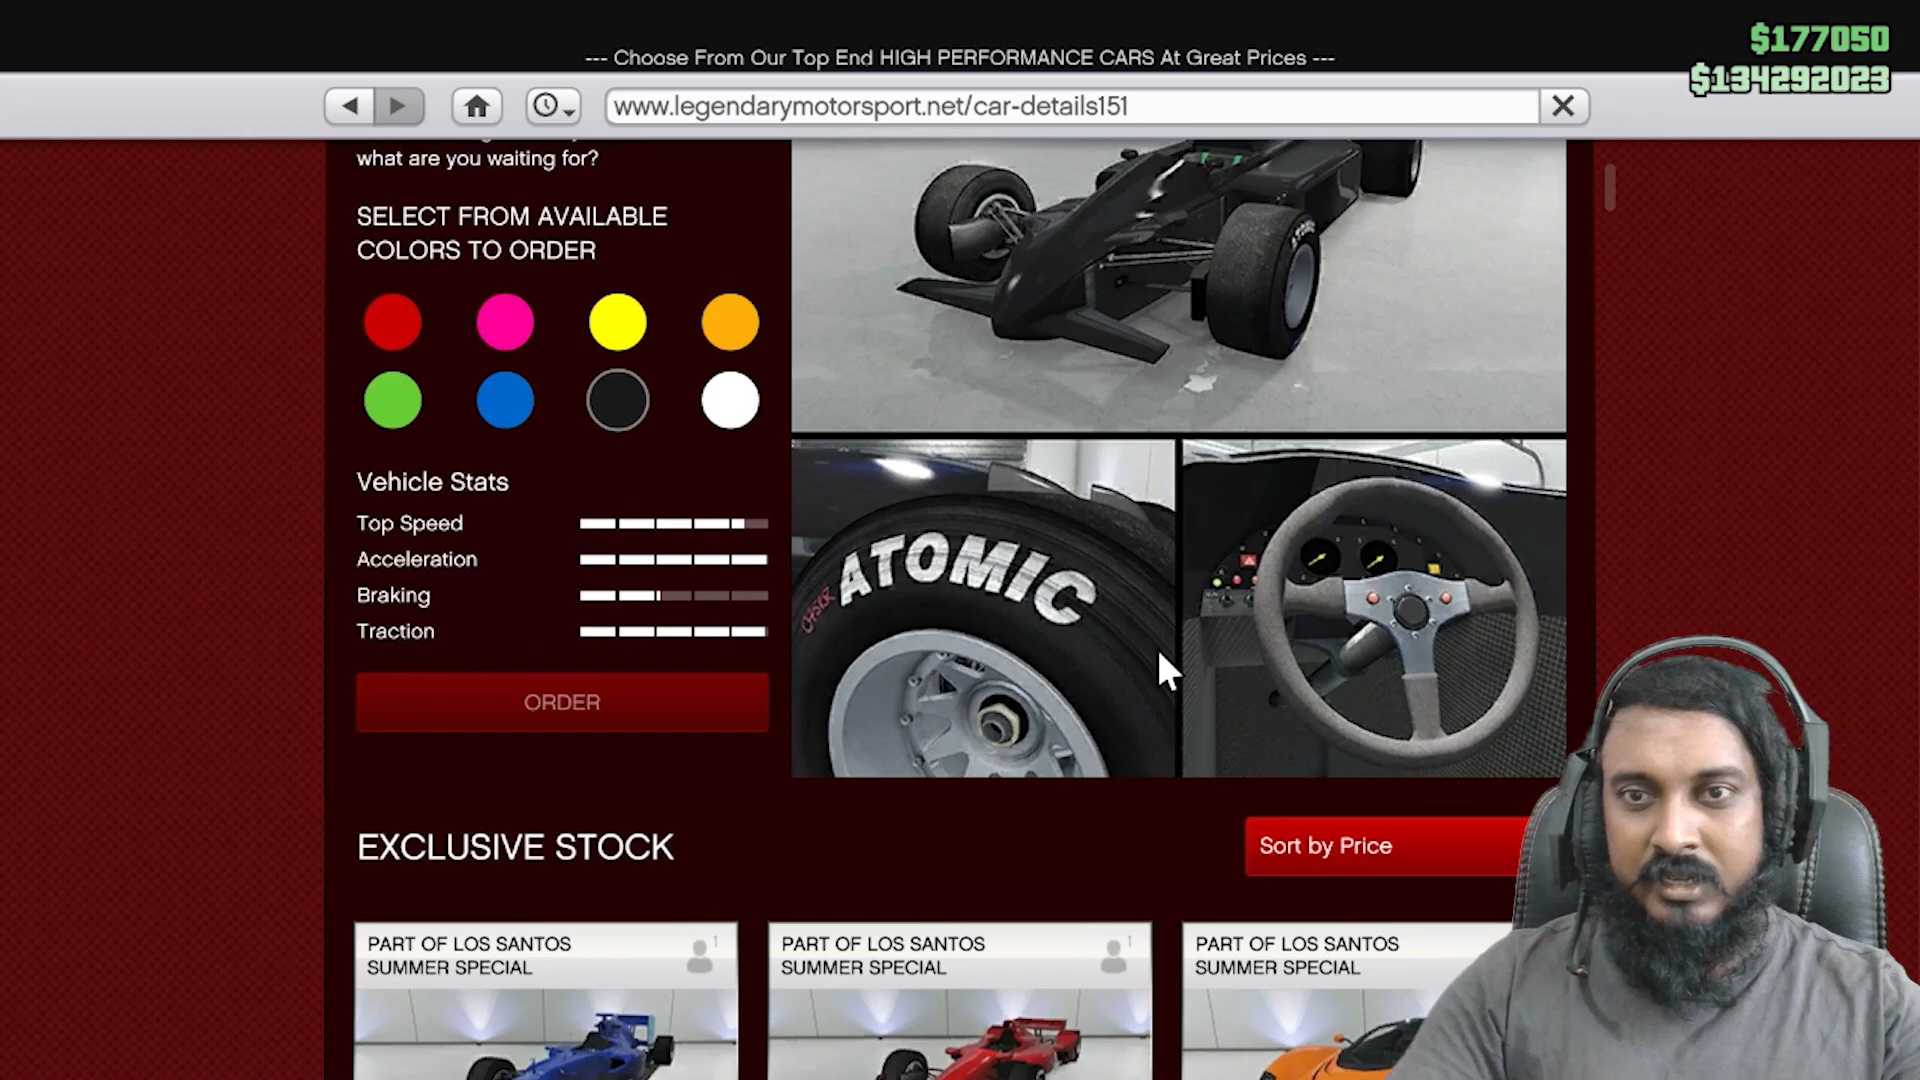 $177050
--- Choose From Our Top End HIGH PERFORMANCE CARS At Great Prices ---
$134292023
www.legendarymotorsport.net/car-details151
what are you waiting for?
SELECT FROM AVAILABLE
COLORS TO ORDER
Vehicle Stats
Top Speed
Acceleration
Braking
Traction
ORDER
ATOMIC
EXCLUSIVE STOCK
Sort by Price
PART OF LOS SANTOS
SUMMER SPECIAL
1
PART OF LOS SANTOS
SUMMER SPECIAL
1
PART OF LOS SANTOS
SUMMER SPECIAL